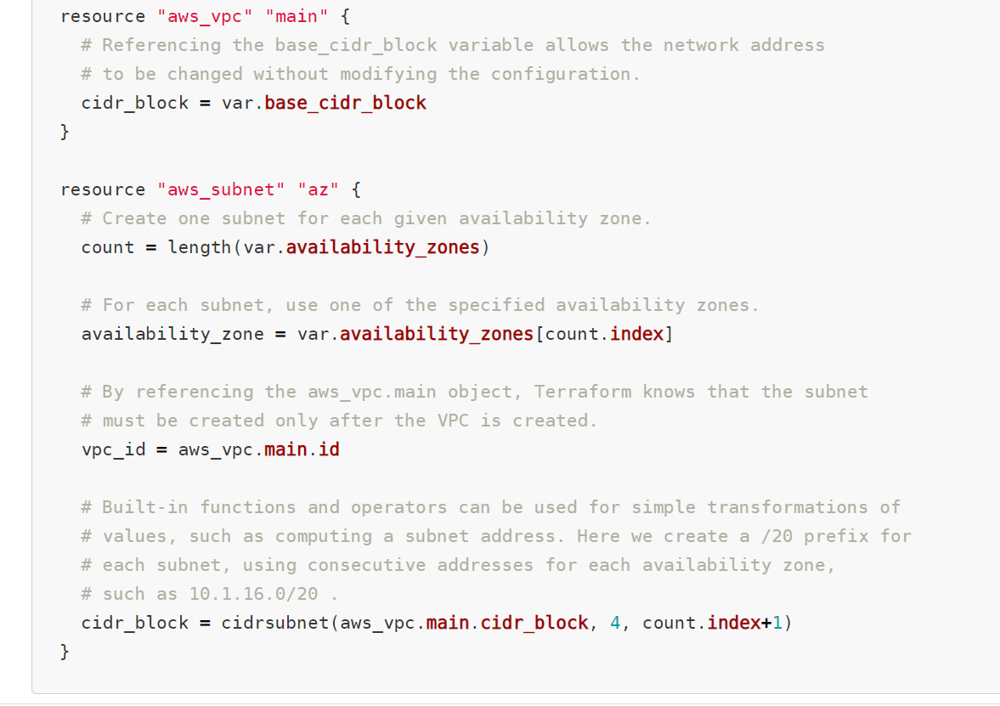 resource "aws_vpc" "main" {
# Referencing the base_cidr_block variable allows the network address
# to be changed without modifying the configuration.
cidr_block = var.base_cidr_block
}
resource "aws_subnet" "az" {
# Create one subnet for each given availability zone.
count = length(var.availability_zones)
# For each subnet, use one of the specified availability zones.
availability_zone = var.availability_zones[count.index]
# By referencing the aws_vpc.main object, Terraform knows that the subnet
# must be created only after the VPC is created.
vpc_id = aws_vpc.main.id
# Built-in functions and operators can be used for simple transformations of
# values, such as computing a subnet address. Here we create a /20 prefix for
# each subnet, using consecutive addresses for each availability zone,
# such as 10.1.16.0/20 .
cidr_block = cidrsubnet(aws_vpc.main.cidr_block, 4, count.index+1)
}